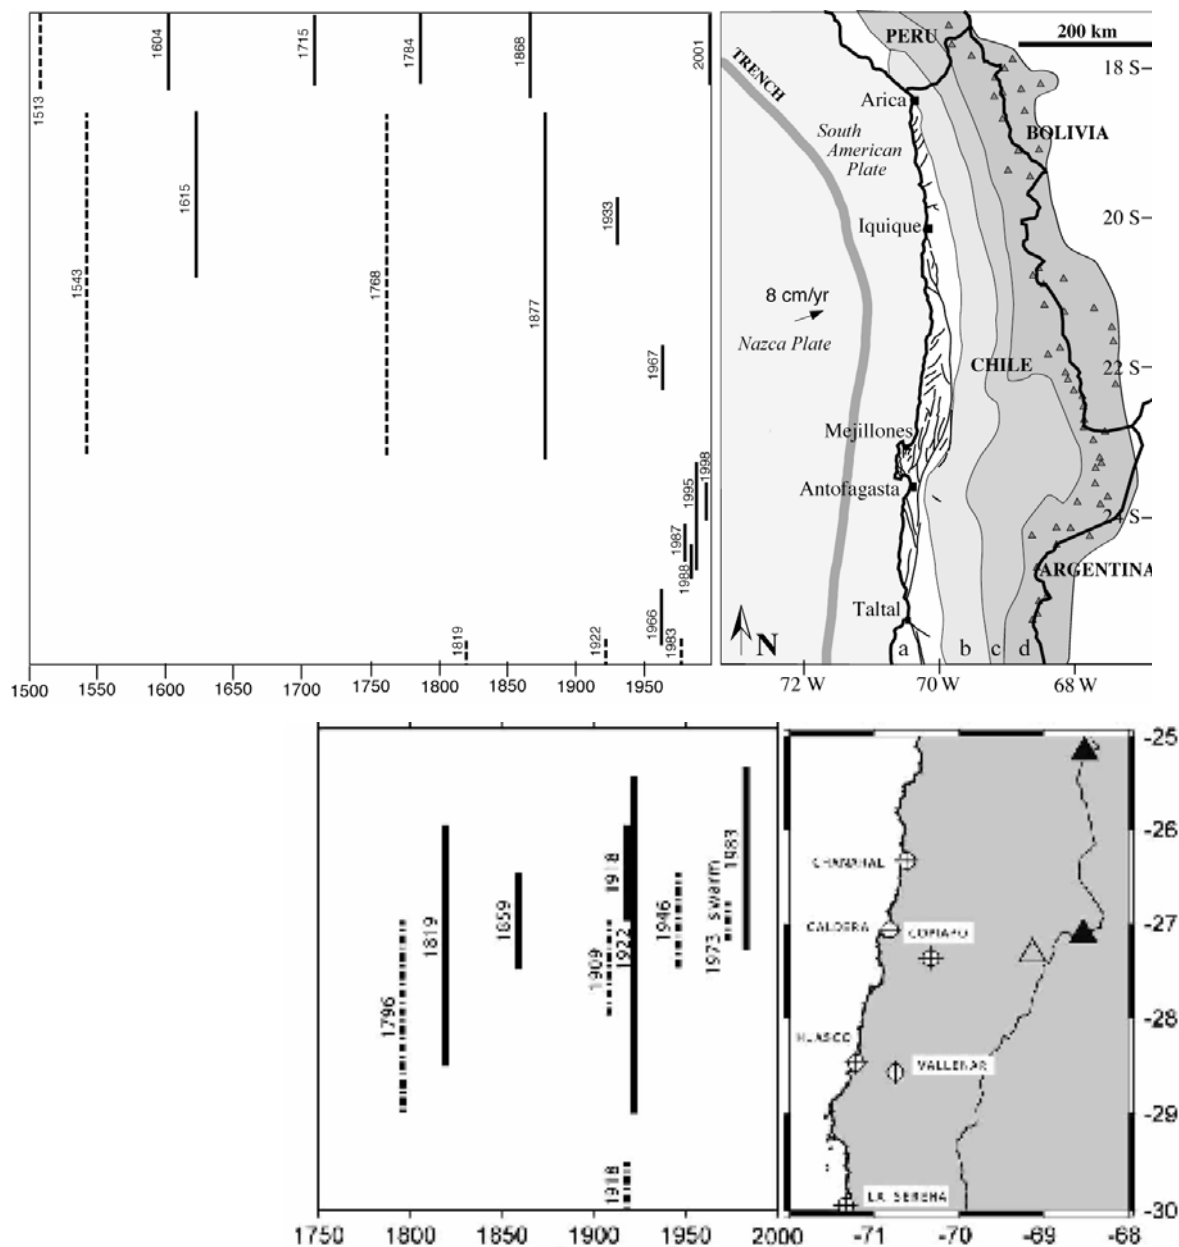 1513
1604
1715
1784
1868
2001
1543
1615
1768
1877
1933
1967
1998
1995
1987
1988
1966
1983
1922
1819
1500
1550
1600
1650
1700
1750
1800
1850
1900
1950
PERU
200 km
18 S
TRENCH
Arica
BOLIVIA
South
American
Plate
20 S
Iquique
8 cm/yr
Nazca Plate
CHILE
22 S
Mejillones
Antofagasta
24 S
ARGENTINA
Taltal
N
a
b
c
d
72 W
70 W
68 W
1796
1819
1859
1909
1918
1922
1946
1973 swarm
1983
1918
1750
1800
1850
1900
1950
2000
-25
-26
CHANARAL
CALDERA
COPIAPO
-27
HUASCO
-28
VALLENAR
-29
LA SERENA
-30
-71
-70
-69
-68